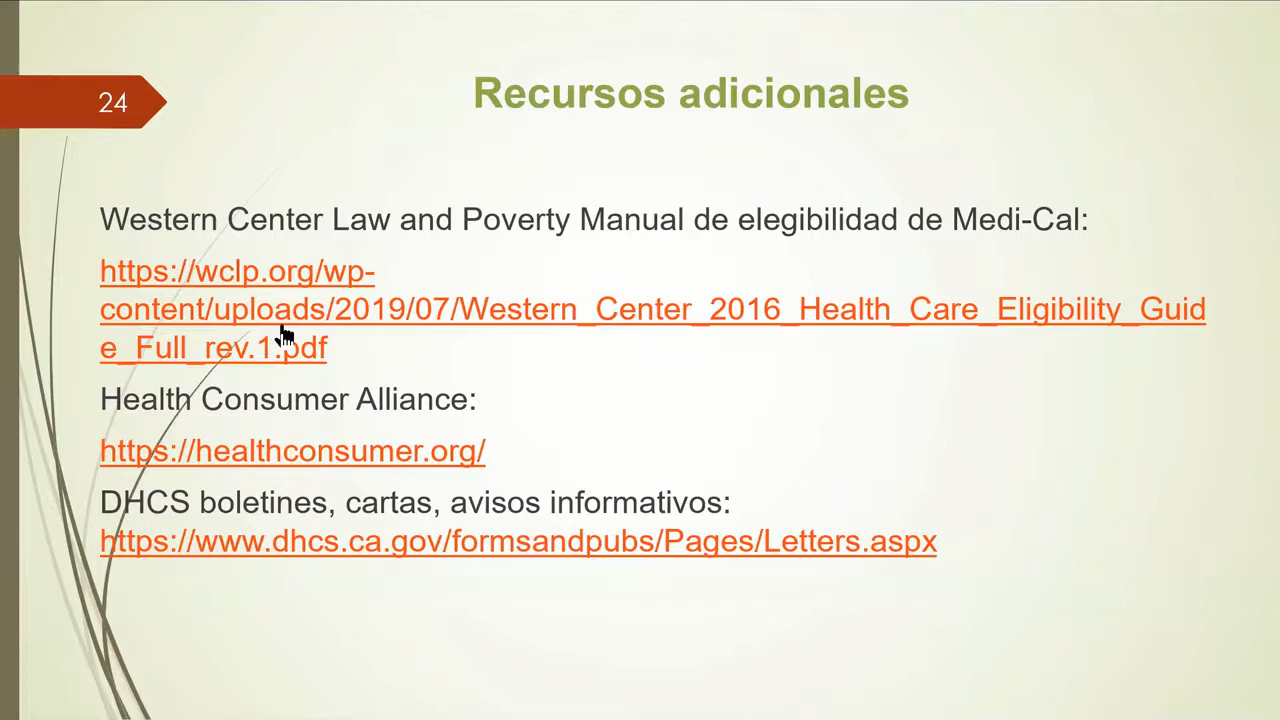 24
Recursos adicionales
Western Center Law and Poverty Manual de elegibilidad de Medi-Cal:
https://wclp.org/wp-
content/uploads/2019/07/Western_Center_2016_Health_Care_Eligibility_Guid
e_Full_rev.1.pdf
Health Consumer Alliance:
https://healthconsumer.org/
DHCS boletines, cartas, avisos informativos:
https://www.dhcs.ca.gov/formsandpubs/Pages/Letters.aspx